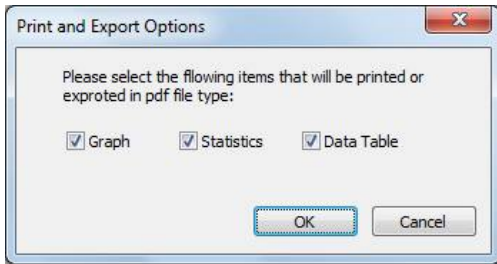 Print and Export Options
Please select the fllowing items that will be printed or
exproted in pdf file type:
Graph Statistics Data Table
OK Cancel